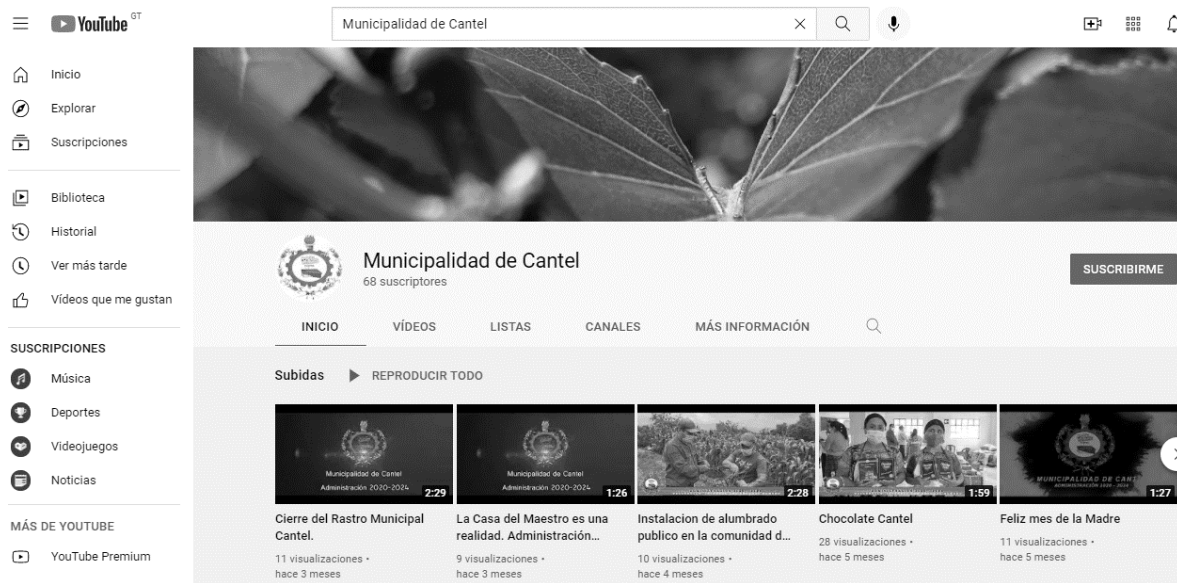 YouTube GT
Municipalidad de Cantel
Inicio
Explorar
Suscripciones
Biblioteca
Historial
Ver más tarde
Vídeos que me gustan
SUSCRIPCIONES
Música
Deportes
Videojuegos
Noticias
MÁS DE YOUTUBE
YouTube Premium
Municipalidad de Cantel
68 suscriptores
SUSCRIBIRME
INICIO VÍDEOS LISTAS CANALES MÁS INFORMACIÓN
Subidas REPRODUCIR TODO
Municipalidad de Cantel
Administración 2020-2024
2:29
Cierre del Rastro Municipal
Cantel.
11 visualizaciones •
hace 3 meses
Municipalidad de Cantel
Administración 2020-2024
1:26
La Casa del Maestro es una
realidad. Administración...
9 visualizaciones •
hace 3 meses
2:28
Instalacion de alumbrado
publico en la comunidad d...
10 visualizaciones •
hace 4 meses
1:59
Chocolate Cantel
28 visualizaciones •
hace 5 meses
MUNICIPALIDAD DE CANT
ADMINISTRACIÓN 2020 - 2024
1:27
Feliz mes de la Madre
11 visualizaciones •
hace 5 meses